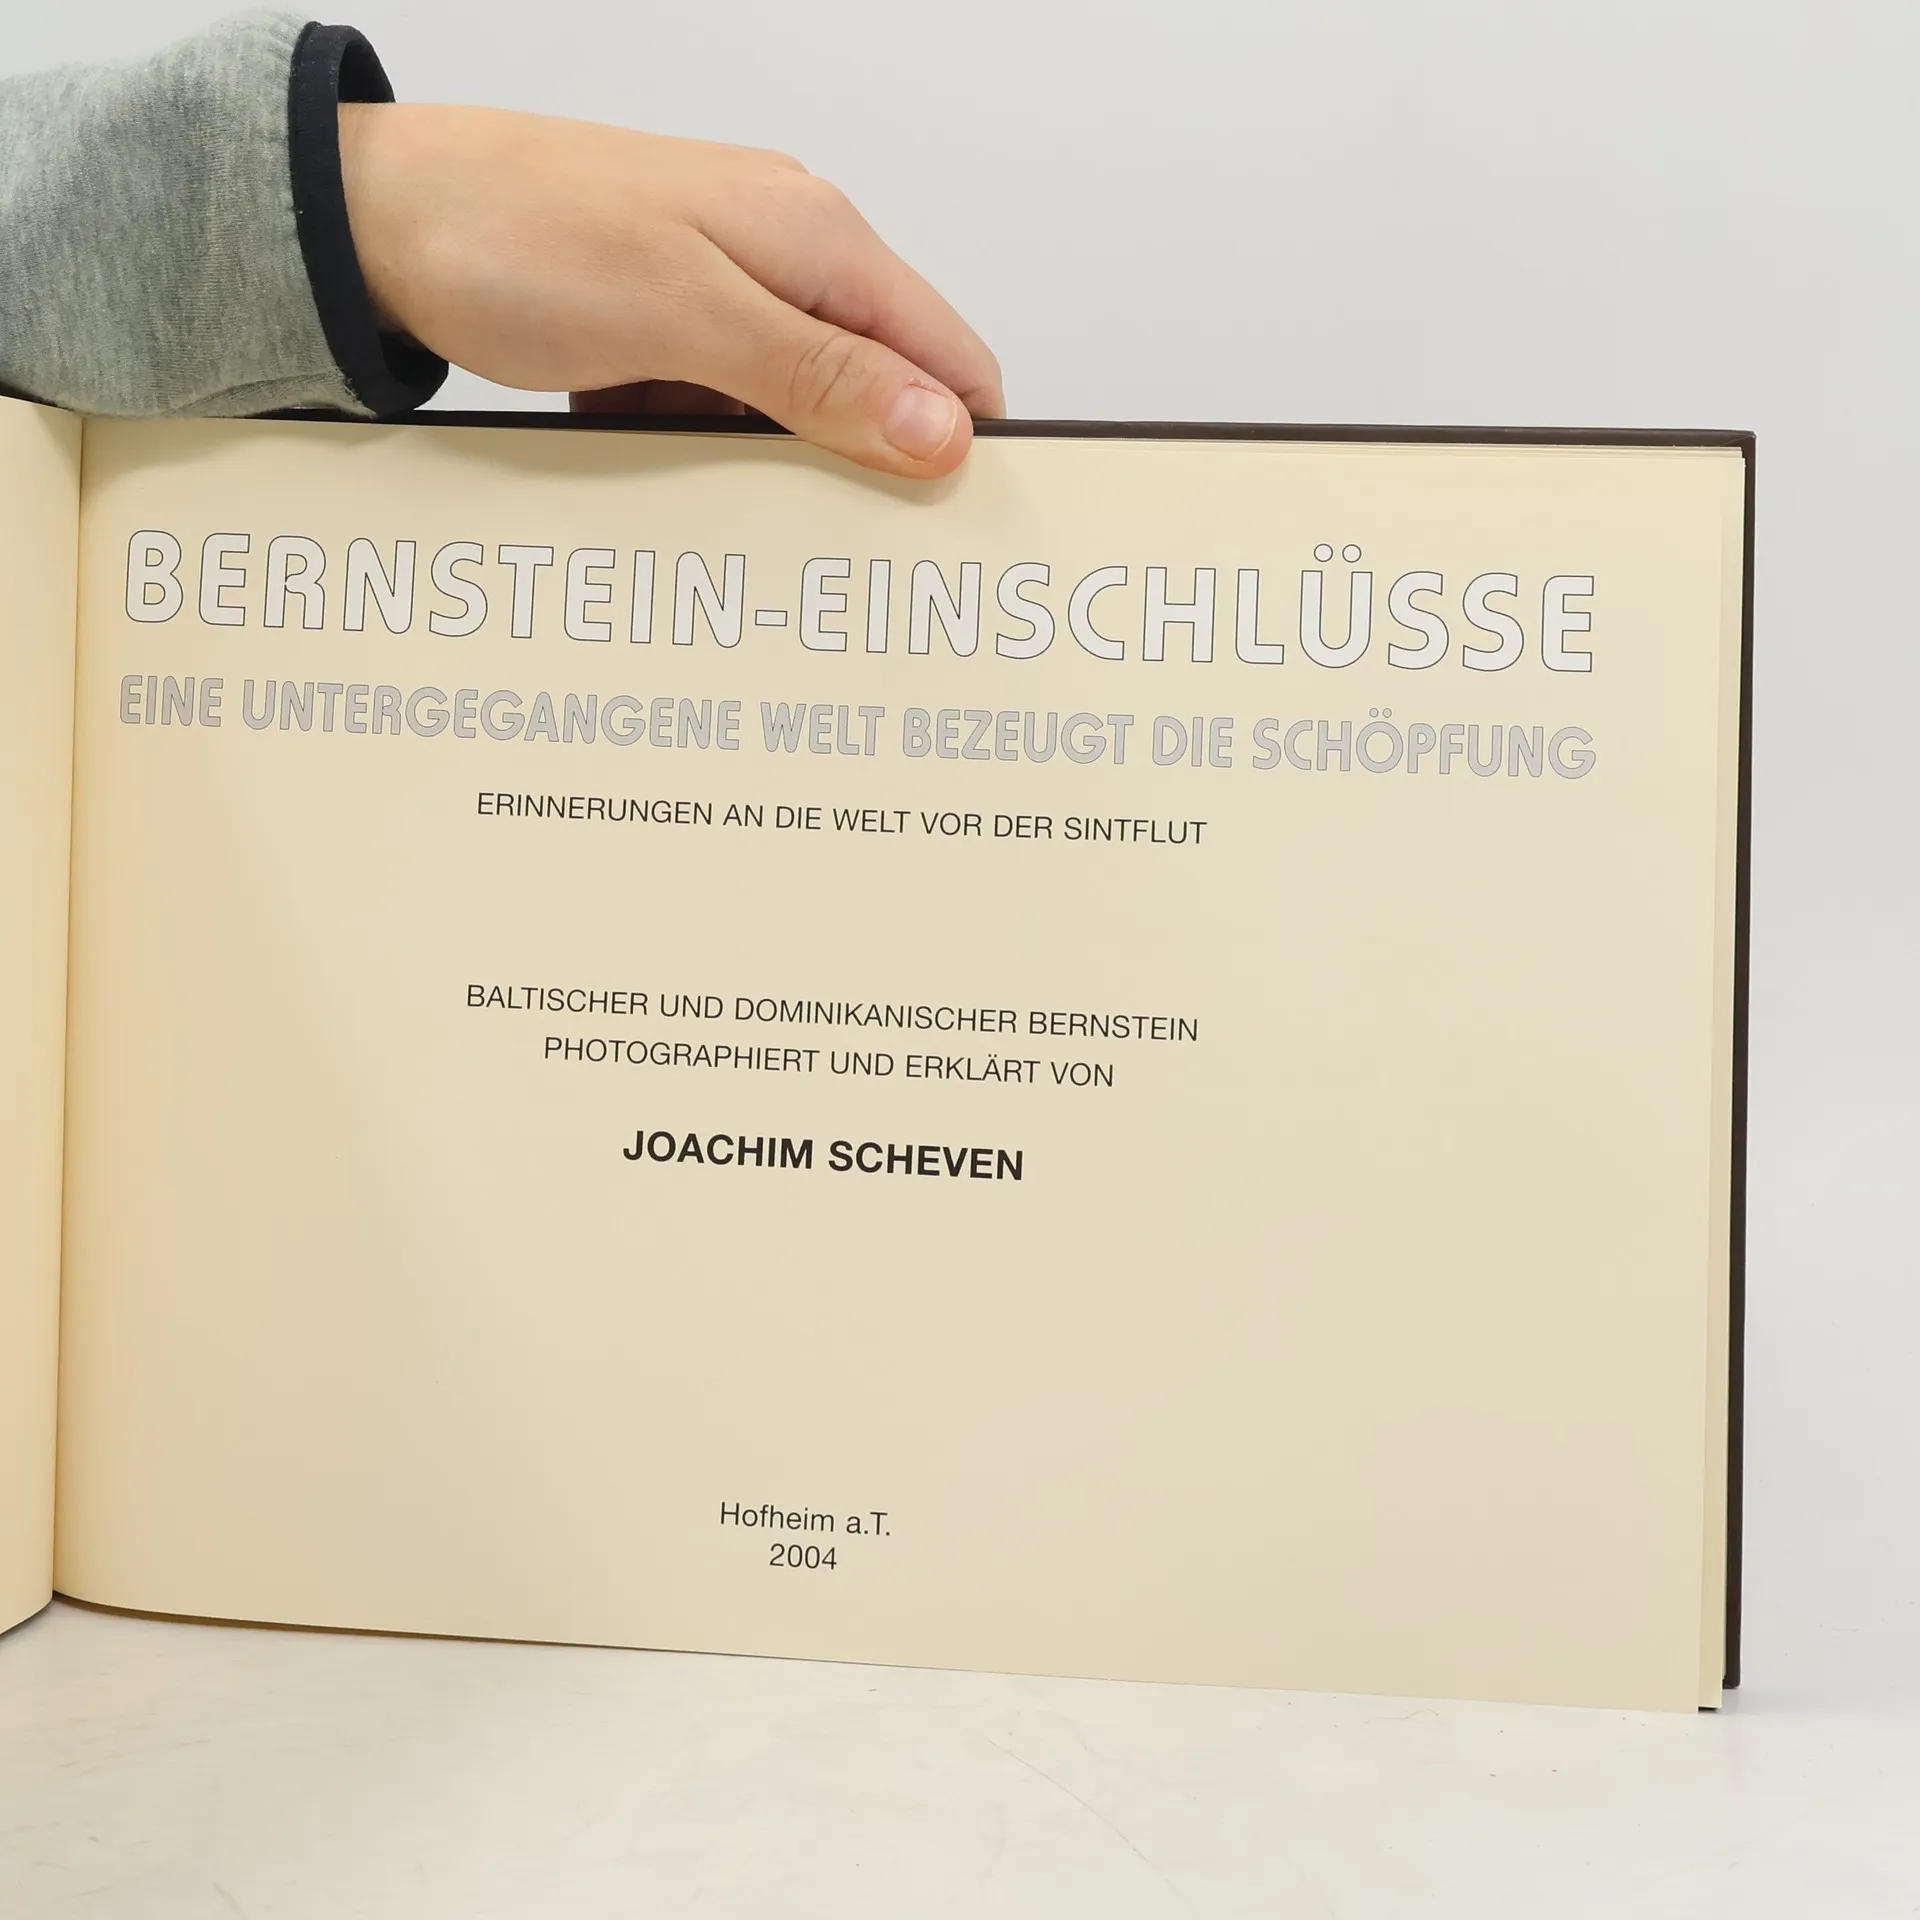 BERNSTEIN-EINSCHLÜSSE
EINE UNTERGEGANGENE WELT BEZEUGT DIE SCHÖPFUNG
ERINNERUNGEN AN DIE WELT VOR DER SINTFLUT
BALTISCHER UND DOMINIKANISCHER BERNSTEIN
PHOTOGRAPHIERT UND ERKLÄRT VON
JOACHIM SCHEVEN
Hofheim a.T.
2004